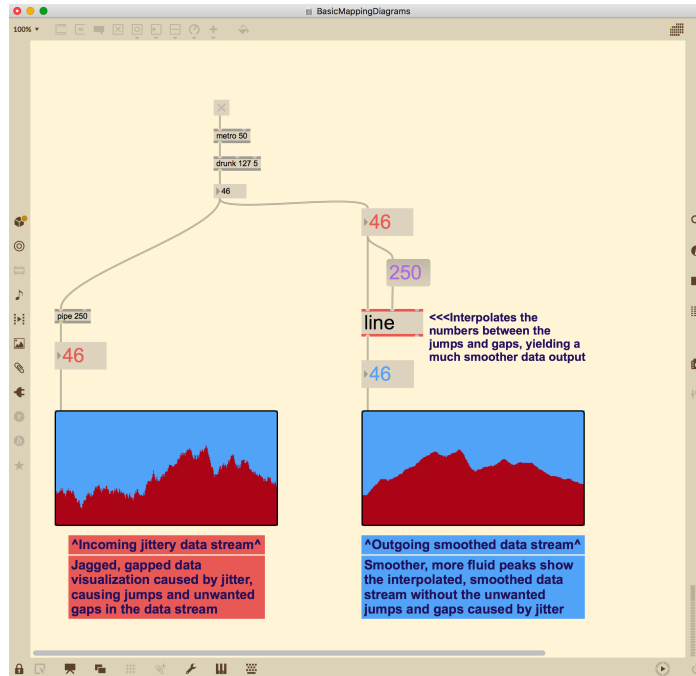 BasicMappingDiagrams
100%
metro 50
drunk 127 5
46
46
250
pipe 250
line
<<<Interpolates the
numbers between the
jumps and gaps, yielding a
much smoother data output
46
46
^Incoming jittery data stream^
Jagged, gapped data
visualization caused by jitter,
causing jumps and unwanted
gaps in the data stream
^Outgoing smoothed data stream^
Smoother, more fluid peaks show
the interpolated, smoothed data
stream without the unwanted
jumps and gaps caused by jitter